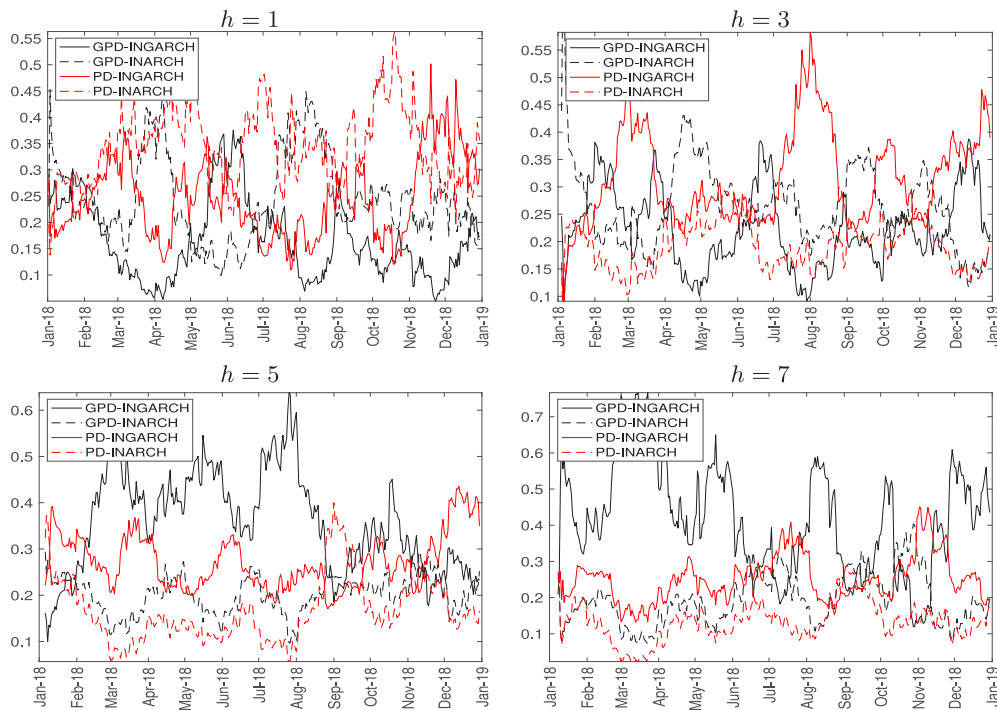 h = 1
0.55
0.5
0.45
0.4
0.35
0.3
0.25
0.2
0.15
0.1
GPD-INGARCH
GPD-INARCH
PD-INGARCH
PD-INARCH
Jan-18
Feb-18
Mar-18
Apr-18
May-18
Jun-18
Jul-18
Aug-18
Sep-18
Oct-18
Nov-18
Dec-18
Jan-19
h = 3
0.55
0.5
0.45
0.4
0.35
0.3
0.25
0.2
0.15
0.1
GPD-INGARCH
GPD-INARCH
PD-INGARCH
PD-INARCH
Jan-18
Feb-18
Mar-18
Apr-18
May-18
Jun-18
Jul-18
Aug-18
Sep-18
Oct-18
Nov-18
Dec-18
Jan-19
h = 5
0.6
0.5
0.4
0.3
0.2
0.1
GPD-INGARCH
GPD-INARCH
PD-INGARCH
PD-INARCH
Jan-18
Feb-18
Mar-18
Apr-18
May-18
Jun-18
Jul-18
Aug-18
Sep-18
Oct-18
Nov-18
Dec-18
Jan-19
h = 7
0.7
0.6
0.5
0.4
0.3
0.2
0.1
GPD-INGARCH
GPD-INARCH
PD-INGARCH
PD-INARCH
Jan-18
Feb-18
Mar-18
Apr-18
May-18
Jun-18
Jul-18
Aug-18
Sep-18
Oct-18
Nov-18
Dec-18
Jan-19